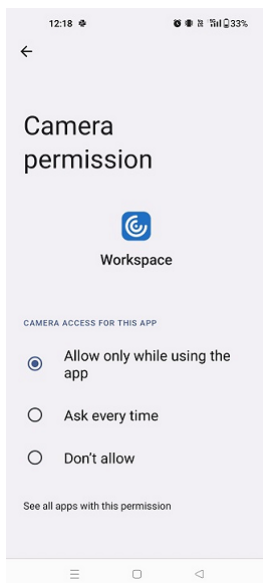 12:18 33%
Camera
permission
Workspace
CAMERA ACCESS FOR THIS APP
Allow only while using the
app
Ask every time
Don't allow
See all apps with this permission